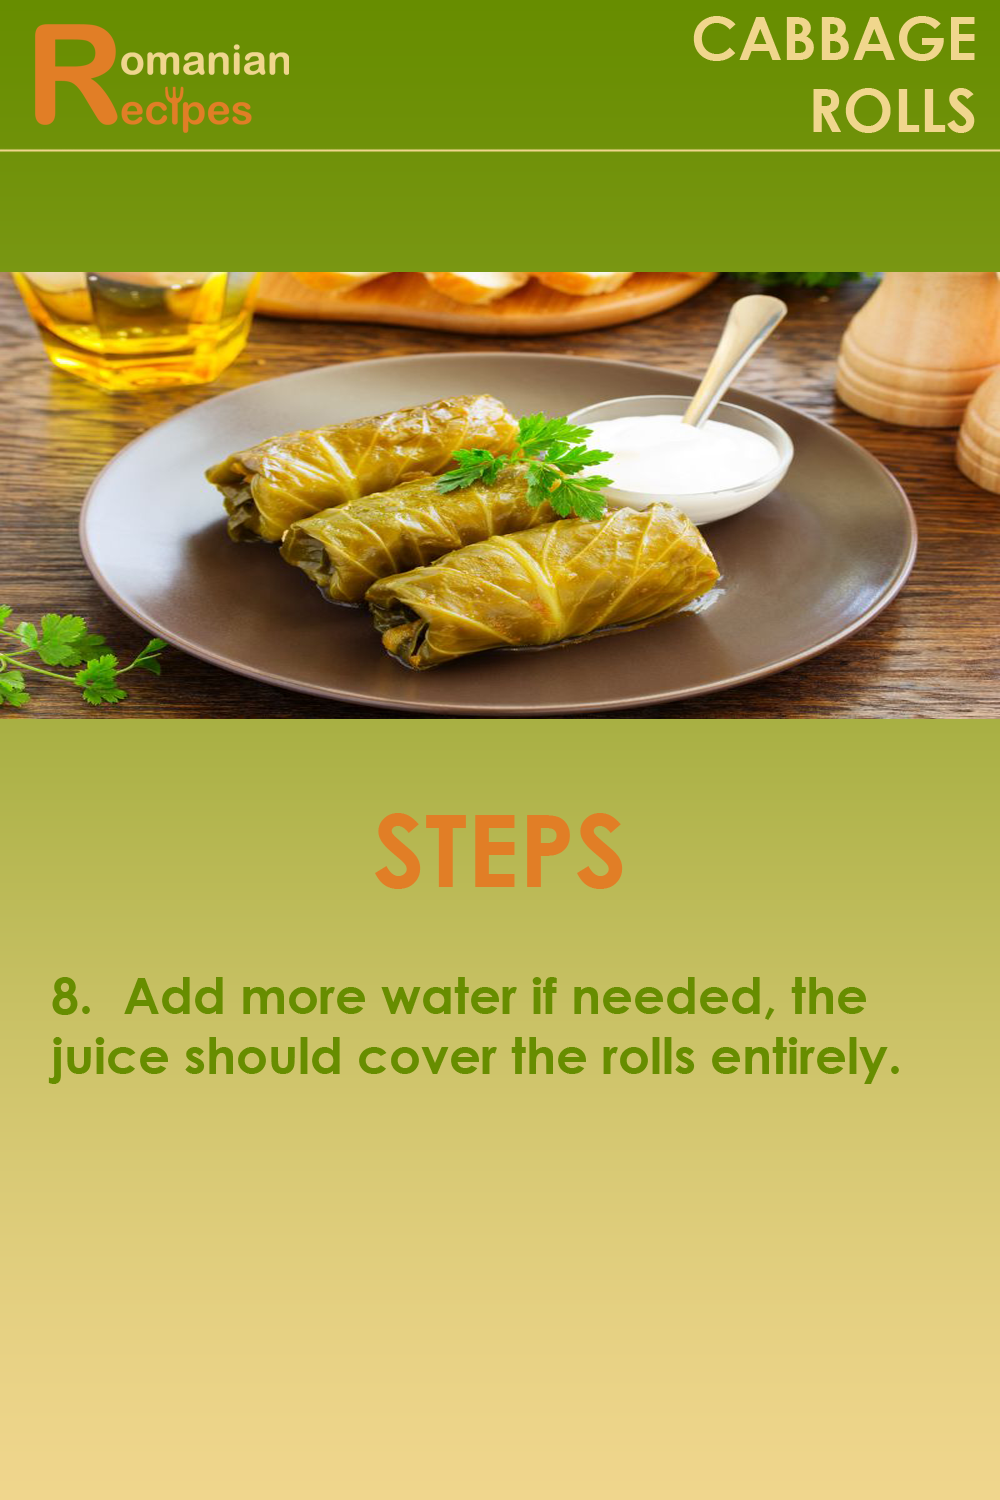 Romanian
Recipes
CABBAGE
ROLLS
STEPS
8. Add more water if needed, the
juice should cover the rolls entirely.